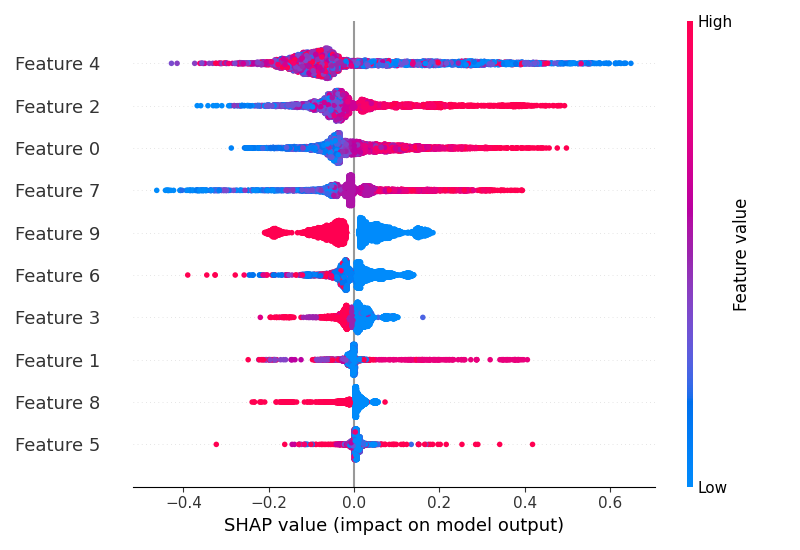 High
Feature 4
Feature 2
Feature 0
Feature 7
Feature 9
Feature 6
Feature 3
Feature 1
Feature 8
Feature 5
Feature value
Low
−0.4 −0.2 0.0 0.2 0.4 0.6
SHAP value (impact on model output)